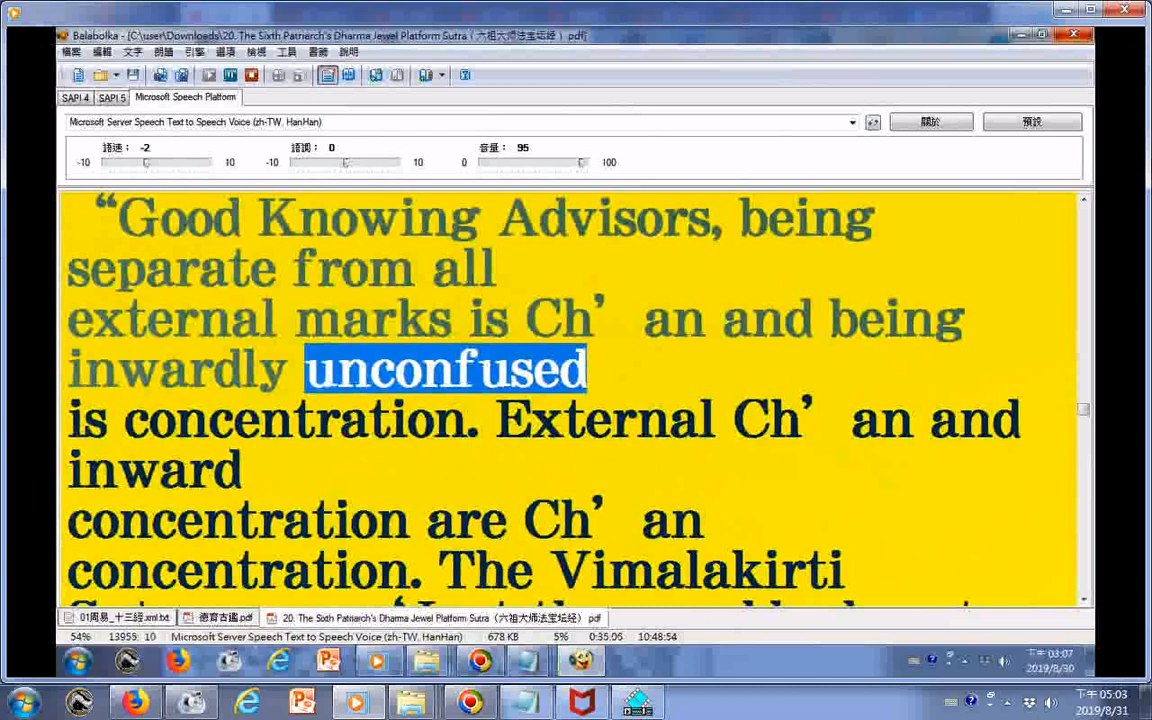 Balabolka - [C:\user\Downloads\20. The Sixth Patriarch's Dharma Jewel Platform Sutra（六祖大师法宝坛经）.pdf]
檔案 編輯 文字 朗讀 引擎 選項 檢視 工具 書籤 說明
SAPI 4 SAPI 5 Microsoft Speech Platform
Microsoft Server Speech Text to Speech Voice (zh-TW, HanHan) 關於 預設
語速： -2 語調： 0 音量： 95
-10 10 -10 10 0 100
“Good Knowing Advisors, being
separate from all
external marks is Ch’ an and being
inwardly unconfused
is concentration. External Ch’ an and
inward
concentration are Ch’ an
concentration. The Vimalakirti
01周易_十三經.xml.txt 德育古鑑.pdf 20. The Sixth Patriarch's Dharma Jewel Platform Sutra（六祖大师法宝坛经）.pdf
54% 13959: 10 Microsoft Server Speech Text to Speech Voice (zh-TW, HanHan) 678 KB 5% 0:35:05 10:48:54
下午 03:07
2019/8/30
下午 05:03
2019/8/31